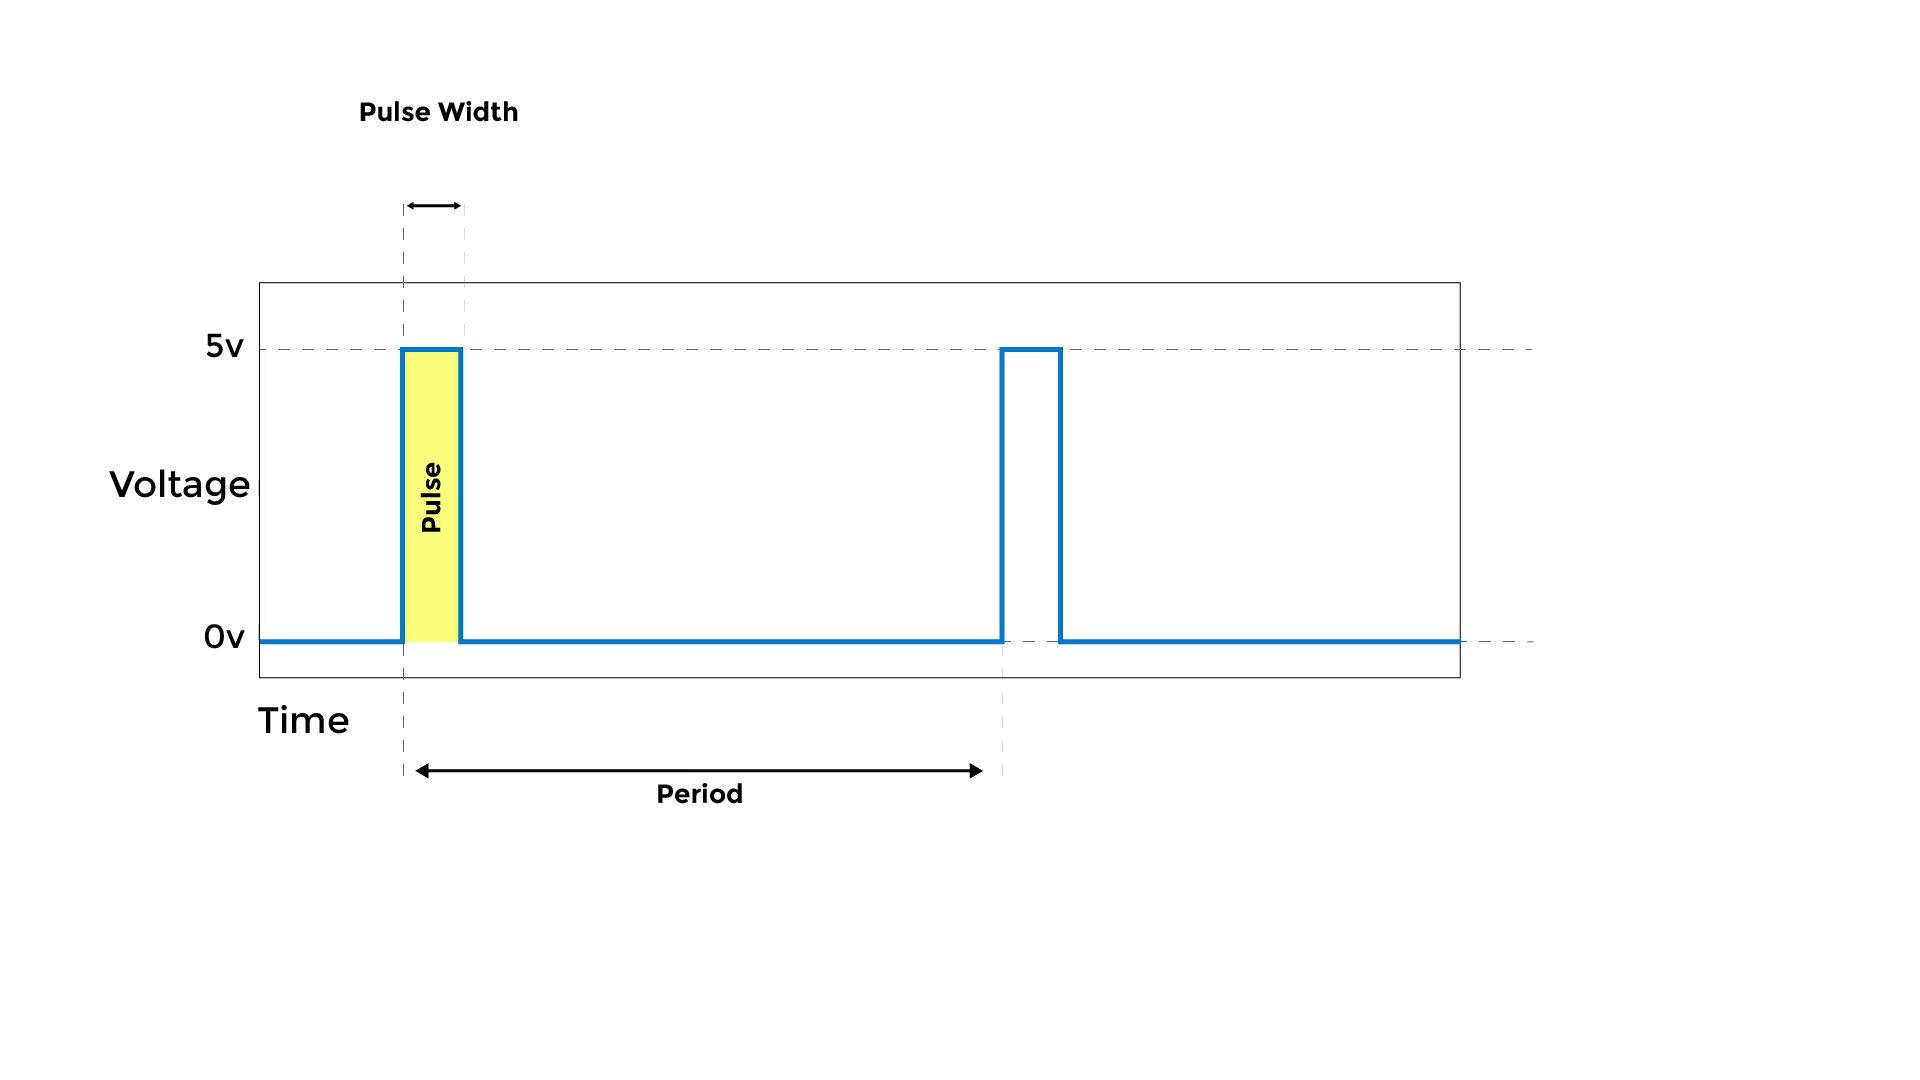 Pulse Width
5v
Voltage
Pulse
0v
Time
Period